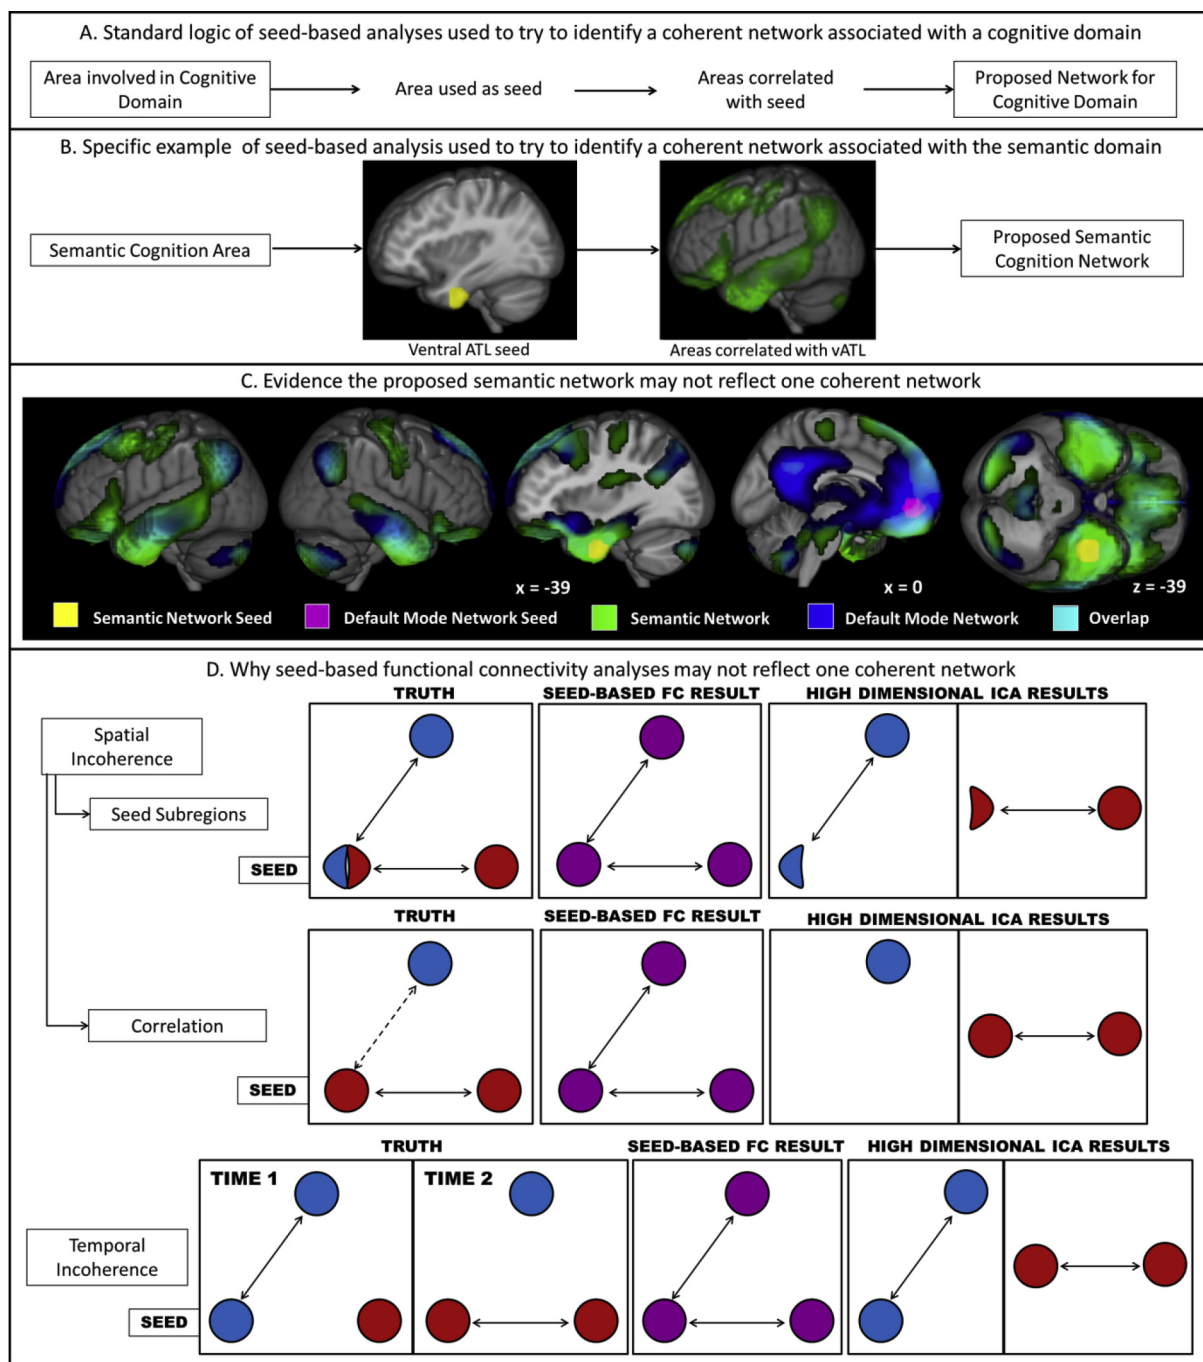 A. Standard logic of seed-based analyses used to try to identify a coherent network associated with a cognitive domain
Area involved in Cognitive
Domain
Area used as seed
Areas correlated
with seed
Proposed Network for
Cognitive Domain
B. Specific example of seed-based analysis used to try to identify a coherent network associated with the semantic domain
Semantic Cognition Area
Proposed Semantic
Cognition Network
Ventral ATL seed
Areas correlated with vATL
C. Evidence the proposed semantic network may not reflect one coherent network
x = -39
x = 0
z = -39
Semantic Network Seed
Default Mode Network Seed
Semantic Network
Default Mode Network
Overlap
D. Why seed-based functional connectivity analyses may not reflect one coherent network
TRUTH
SEED-BASED FC RESULT
HIGH DIMENSIONAL ICA RESULTS
Spatial
Incoherence
Seed Subregions
SEED
TRUTH
SEED-BASED FC RESULT
HIGH DIMENSIONAL ICA RESULTS
Correlation
SEED
TRUTH
SEED-BASED FC RESULT
HIGH DIMENSIONAL ICA RESULTS
TIME 1
TIME 2
Temporal
Incoherence
SEED